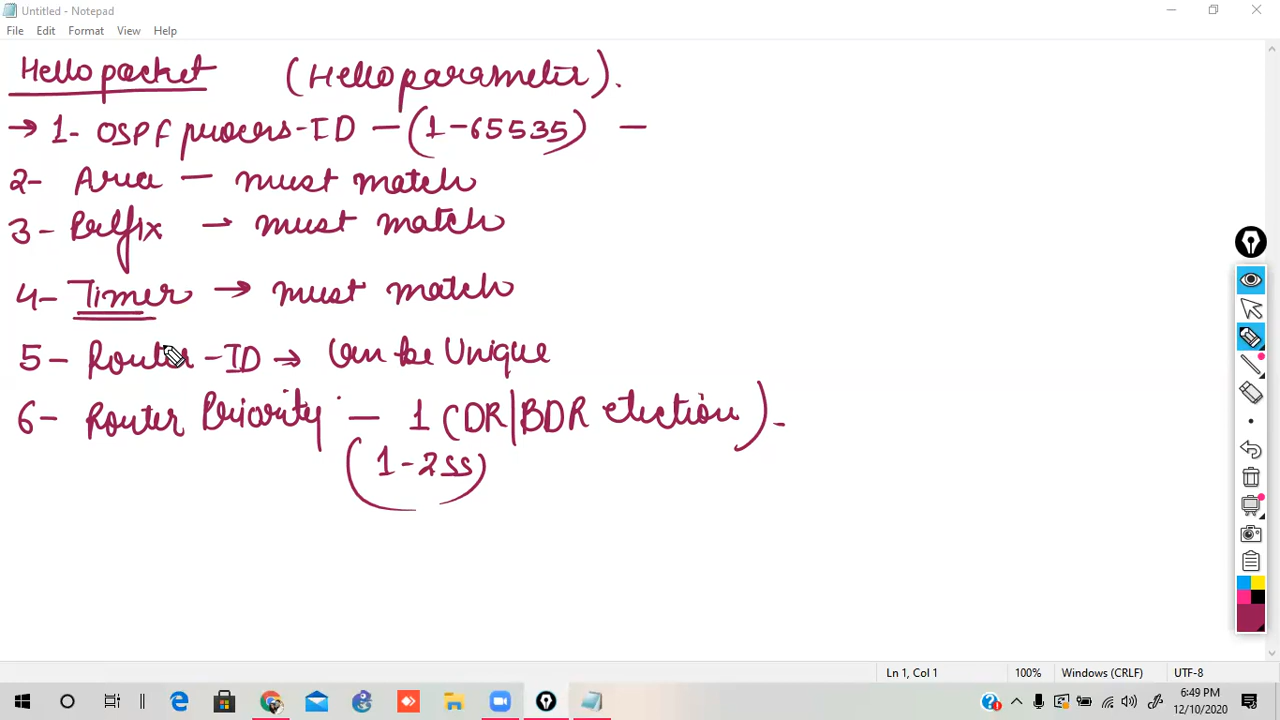 Untitled - Notepad
File Edit Format View Help
Hello packet (Hello parameter).
→ 1- OSPF process-ID — (1-65535) —
2- Area — must match
3- Prefix → must match
4- Timer → must match
5- Router-ID → Can be Unique
6- Router Priority — 1 (DR|BDR election).
(1-255)
Ln 1, Col 1 100% Windows (CRLF) UTF-8
6:49 PM
12/10/2020